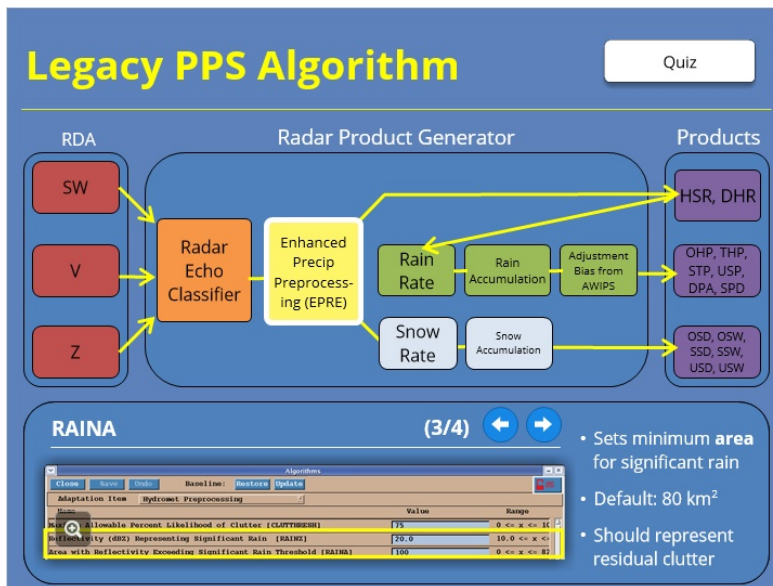 Legacy PPS Algorithm
Quiz
RDA
Radar Product Generator
Products
SW
V
Z
Radar
Echo
Classifier
Enhanced
Precip
Preprocess-
ing (EPRE)
Rain
Rate
Rain
Accumulation
Adjustment
Bias from
AWIPS
Snow
Rate
Snow
Accumulation
HSR, DHR
OHP, THP,
STP, USP,
DPA, SPD
OSD, OSW,
SSD, SSW,
USD, USW
RAINA
(3/4)
Algorithms
Close Save Undo Baseline: Restore Update
Adaptation Item Hydromet Preprocessing
Name Value Range
Allowable Percent Likelihood of Clutter [CLUTTHRESH] 75 0 <= x <= 10
Reflectivity (dBZ) Representing Significant Rain [RAINZ] 20.0 10.0 <= x <=
Area with Reflectivity Exceeding Significant Rain Threshold [RAINA] 100 0 <= x <= 82
• Sets minimum area
for significant rain
• Default: 80 km²
• Should represent
residual clutter